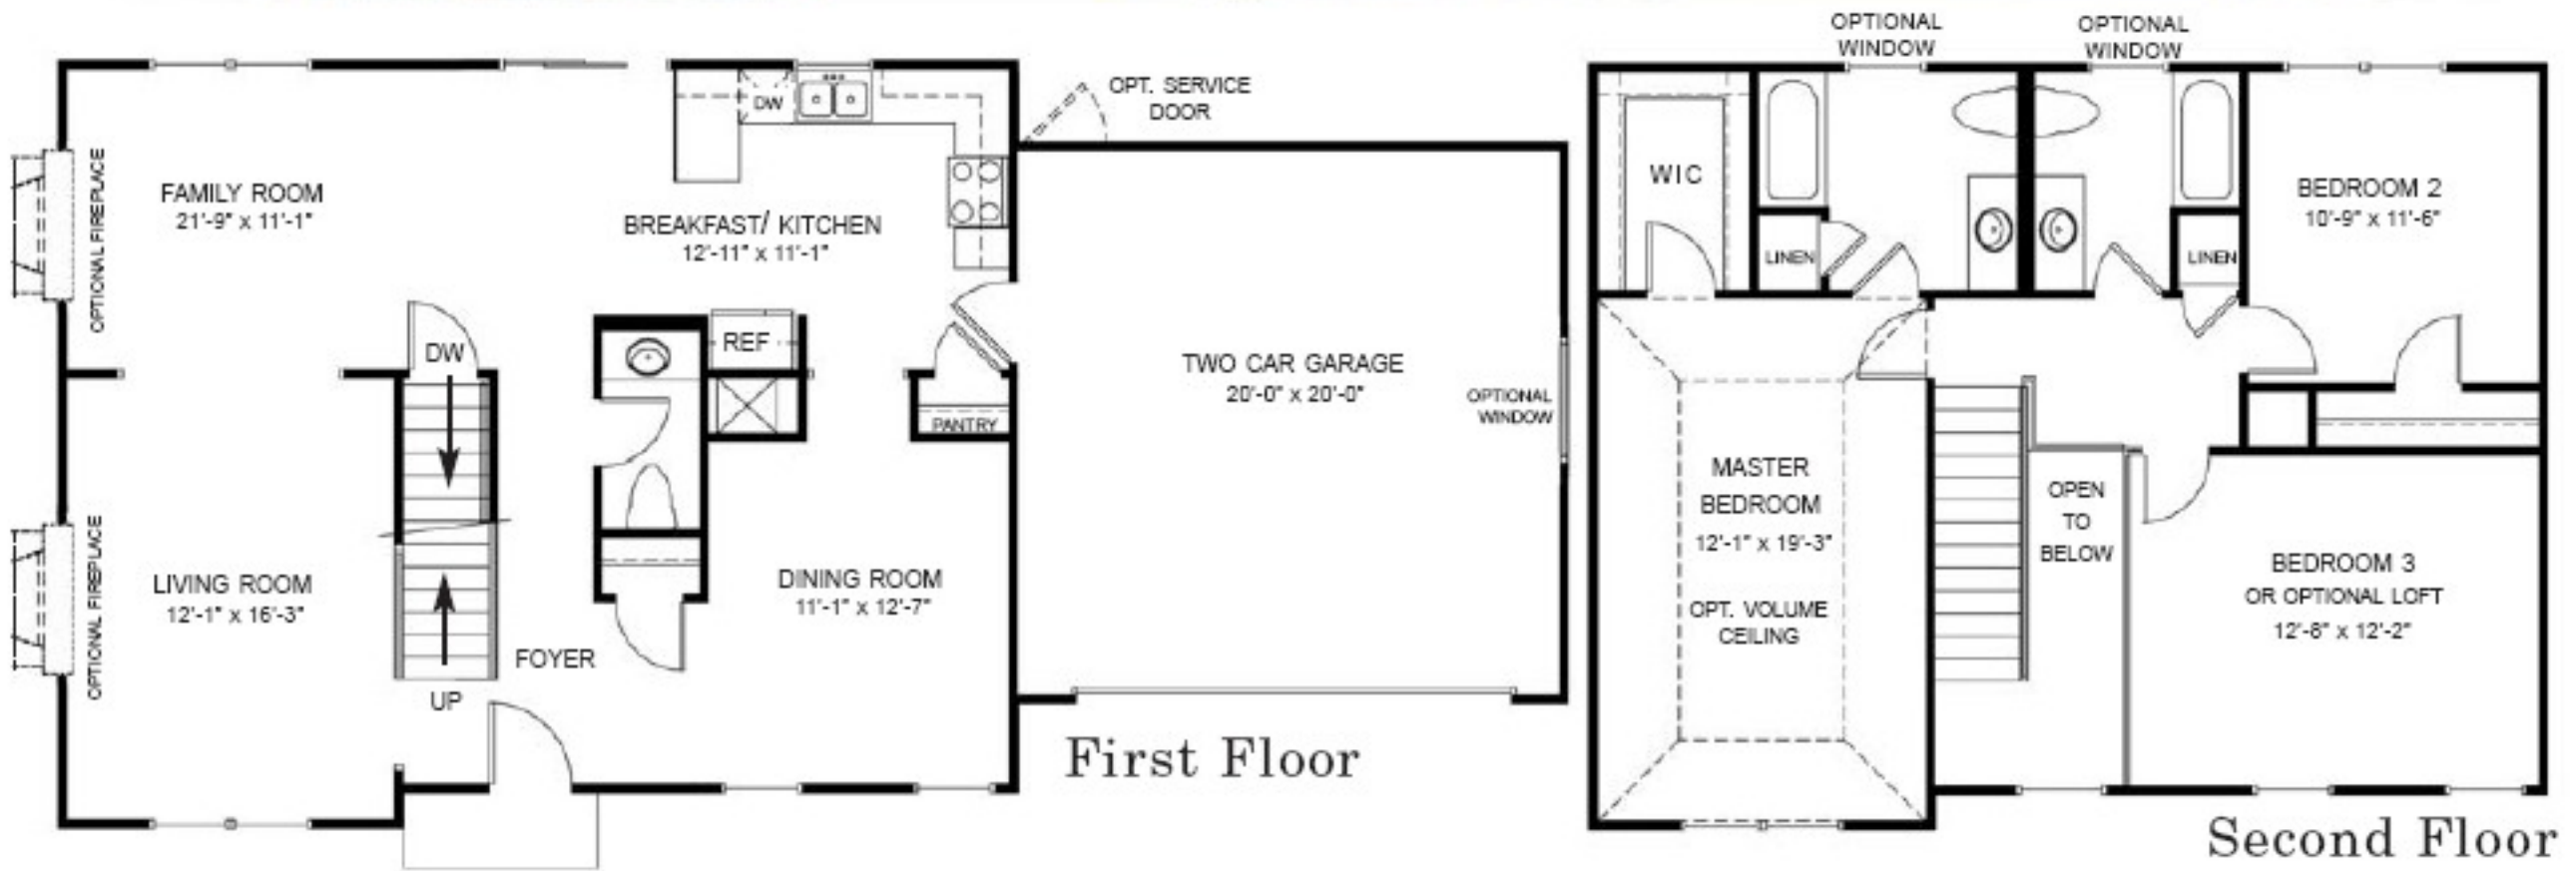 OPT. SERVICE
DOOR
DW
OPTIONAL FIREPLACE
FAMILY ROOM
21'-9" x 11'-1"
BREAKFAST/ KITCHEN
12'-11" x 11'-1"
DW
REF
PANTRY
TWO CAR GARAGE
20'-0" x 20'-0"
OPTIONAL
WINDOW
OPTIONAL FIREPLACE
LIVING ROOM
12'-1" x 16'-3"
DINING ROOM
11'-1" x 12'-7"
FOYER
UP
First Floor
OPTIONAL
WINDOW
OPTIONAL
WINDOW
WIC
LINEN
LINEN
BEDROOM 2
10'-9" x 11'-6"
MASTER
BEDROOM
12'-1" x 19'-3"
OPT. VOLUME
CEILING
OPEN
TO
BELOW
BEDROOM 3
OR OPTIONAL LOFT
12'-8" x 12'-2"
Second Floor